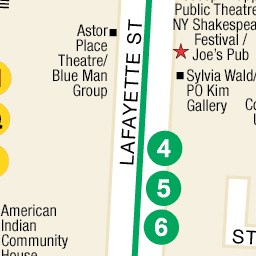 Astor
Place
Theatre/
Blue Man
Group
LAFAYETTE ST
Public Theatre
NY Shakespea
Festival /
Joe's Pub
Sylvia Wald/
PO Kim
Gallery
4
5
6
American
Indian
Community
House
ST